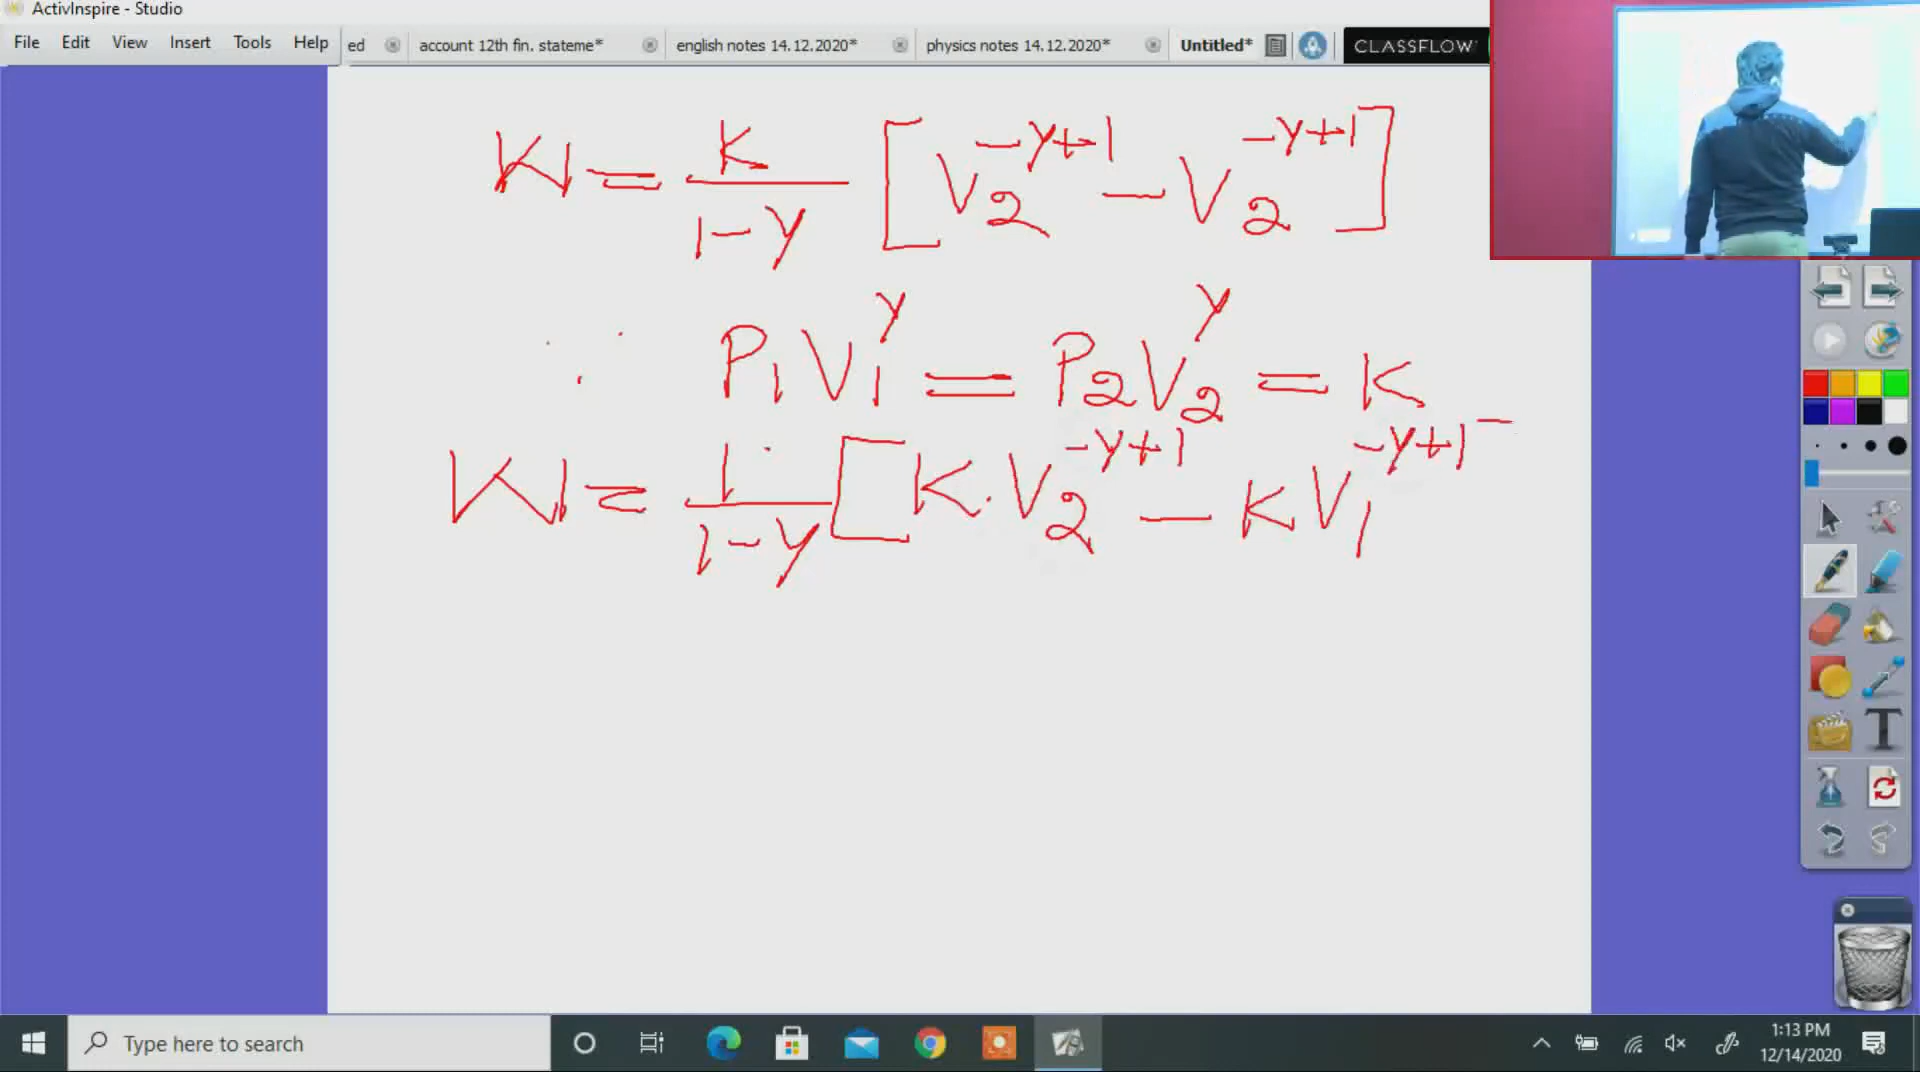 ActivInspire - Studio
File Edit View Insert Tools Help ed account 12th fin. stateme* english notes 14.12.2020* physics notes 14.12.2020* Untitled* CLASSFLOW
W = K / 1-γ [V₂^(-γ+1) - V₂^(-γ+1)]
∵ P₁V₁^γ = P₂V₂^γ = K
W = 1 / 1-γ [K.V₂^(-γ+1) - KV₁^(-γ+1)
T
Type here to search
1:13 PM
12/14/2020